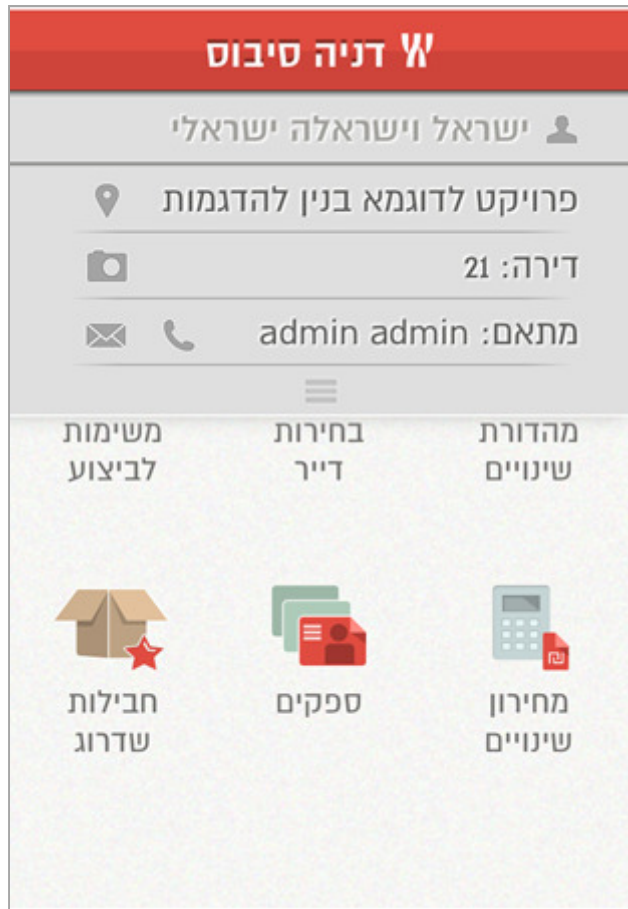 דניה סיבוס
ישראל וישראלה ישראלי
פרויקט לדוגמא בנין להדגמות
דירה: 21
מתאם: admin admin
מהדורת שינויים
בחירות דייר
משימות לביצוע
מחירון שינויים
ספקים
חבילות שדרוג